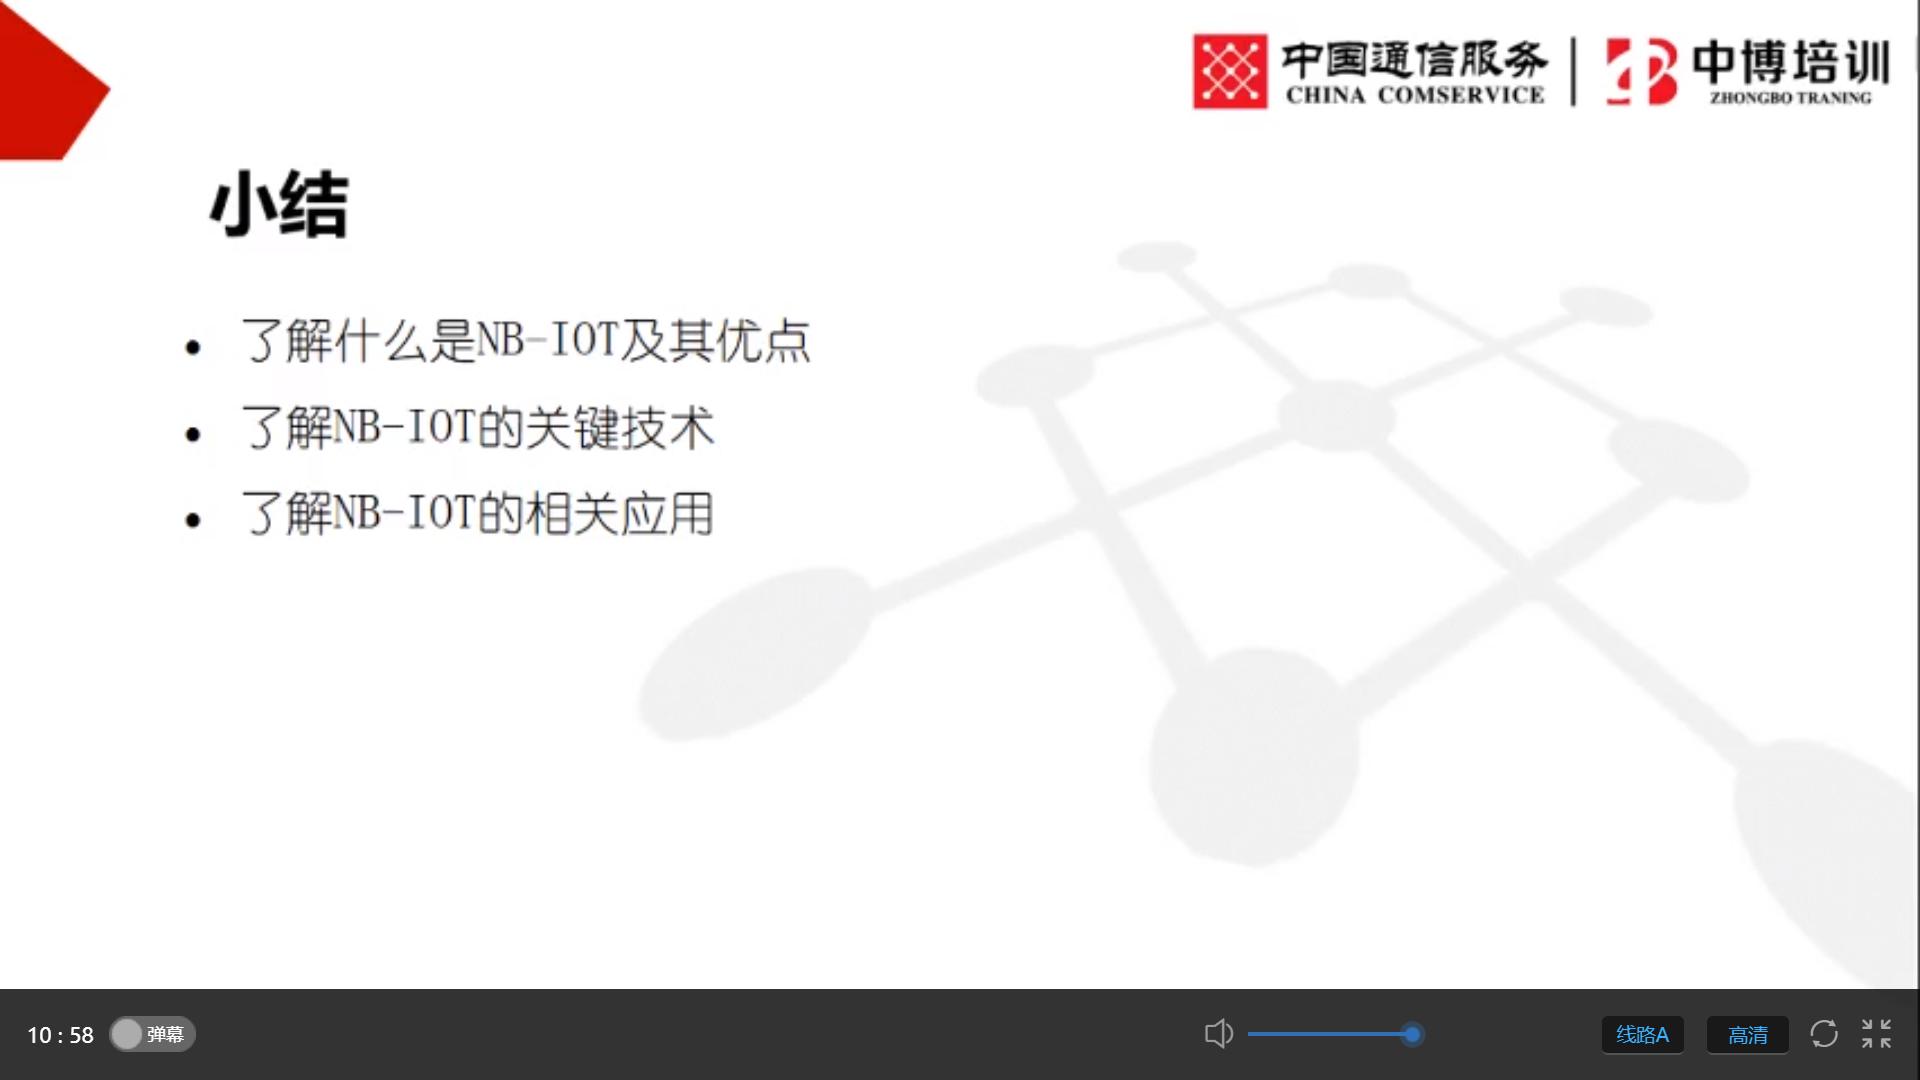 中国通信服务
CHINA COMSERVICE
中博培训
ZHONGBO TRANING
小结
• 了解什么是NB-IOT及其优点
• 了解NB-IOT的关键技术
• 了解NB-IOT的相关应用
10 : 58
弹幕
线路A
高清